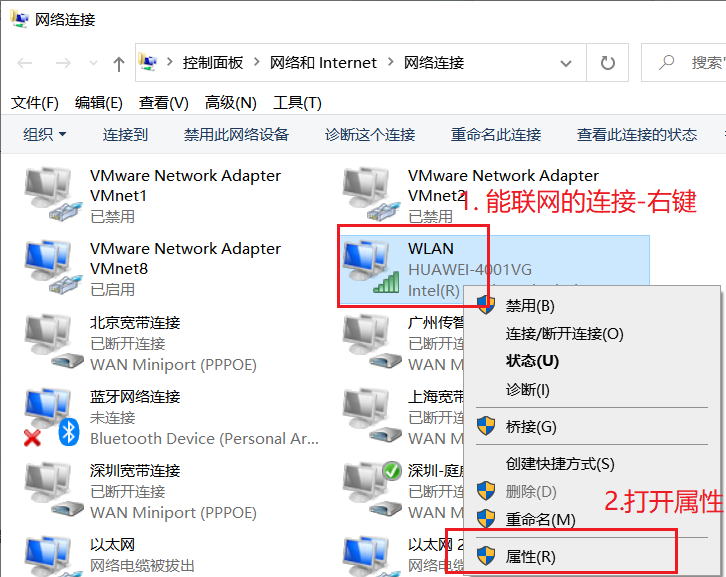 网络连接
控制面板 > 网络和 Internet > 网络连接
搜索"
文件(F) 编辑(E) 查看(V) 高级(N) 工具(T)
组织 连接到 禁用此网络设备 诊断这个连接 重命名此连接 查看此连接的状态
VMware Network Adapter
VMnet1
已禁用
VMware Network Adapter
VMnet2
已禁用
1. 能联网的连接-右键
VMware Network Adapter
VMnet8
已启用
WLAN
HUAWEI-4001VG
Intel(R)
北京宽带连接
已断开连接
WAN Miniport (PPPOE)
广州传智
已断开连接
WAN M
蓝牙网络连接
未连接
Bluetooth Device (Personal Ar...
上海宽带
已断开连接
WAN M
深圳宽带连接
已断开连接
WAN Miniport (PPPOE)
深圳-庭
已断开连接
WAN M
以太网
网络电缆被拔出
以太网 2
网络电缆被拔出
禁用(B)
连接/断开连接(O)
状态(U)
诊断(I)
桥接(G)
创建快捷方式(S)
删除(D)
重命名(M)
属性(R)
2.打开属性